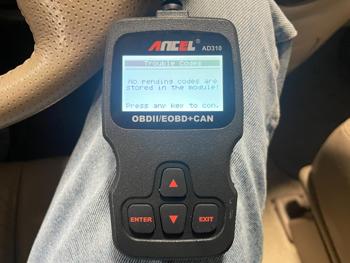 ANCEL
AD310
Trouble Codes
No pending codes are
stored in the module!
Press any key to con.
OBDII/EOBD+CAN
ENTER
EXIT